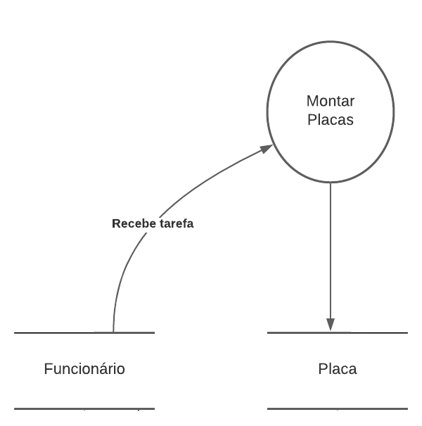 Montar
Placas
Recebe tarefa
Funcionário
Placa